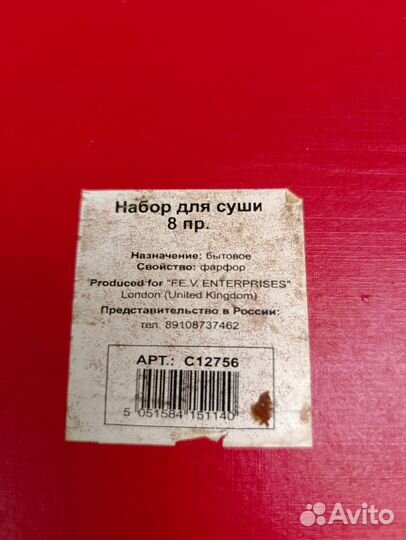 Набор для суши
8 пр.
Назначение: бытовое
Свойство: фарфор
Produced for "F.E.V. ENTERPRISES"
London (United Kingdom)
Представительство в России:
тел. 89108737462
АРТ.: C12756
5 051584 151140
Avito